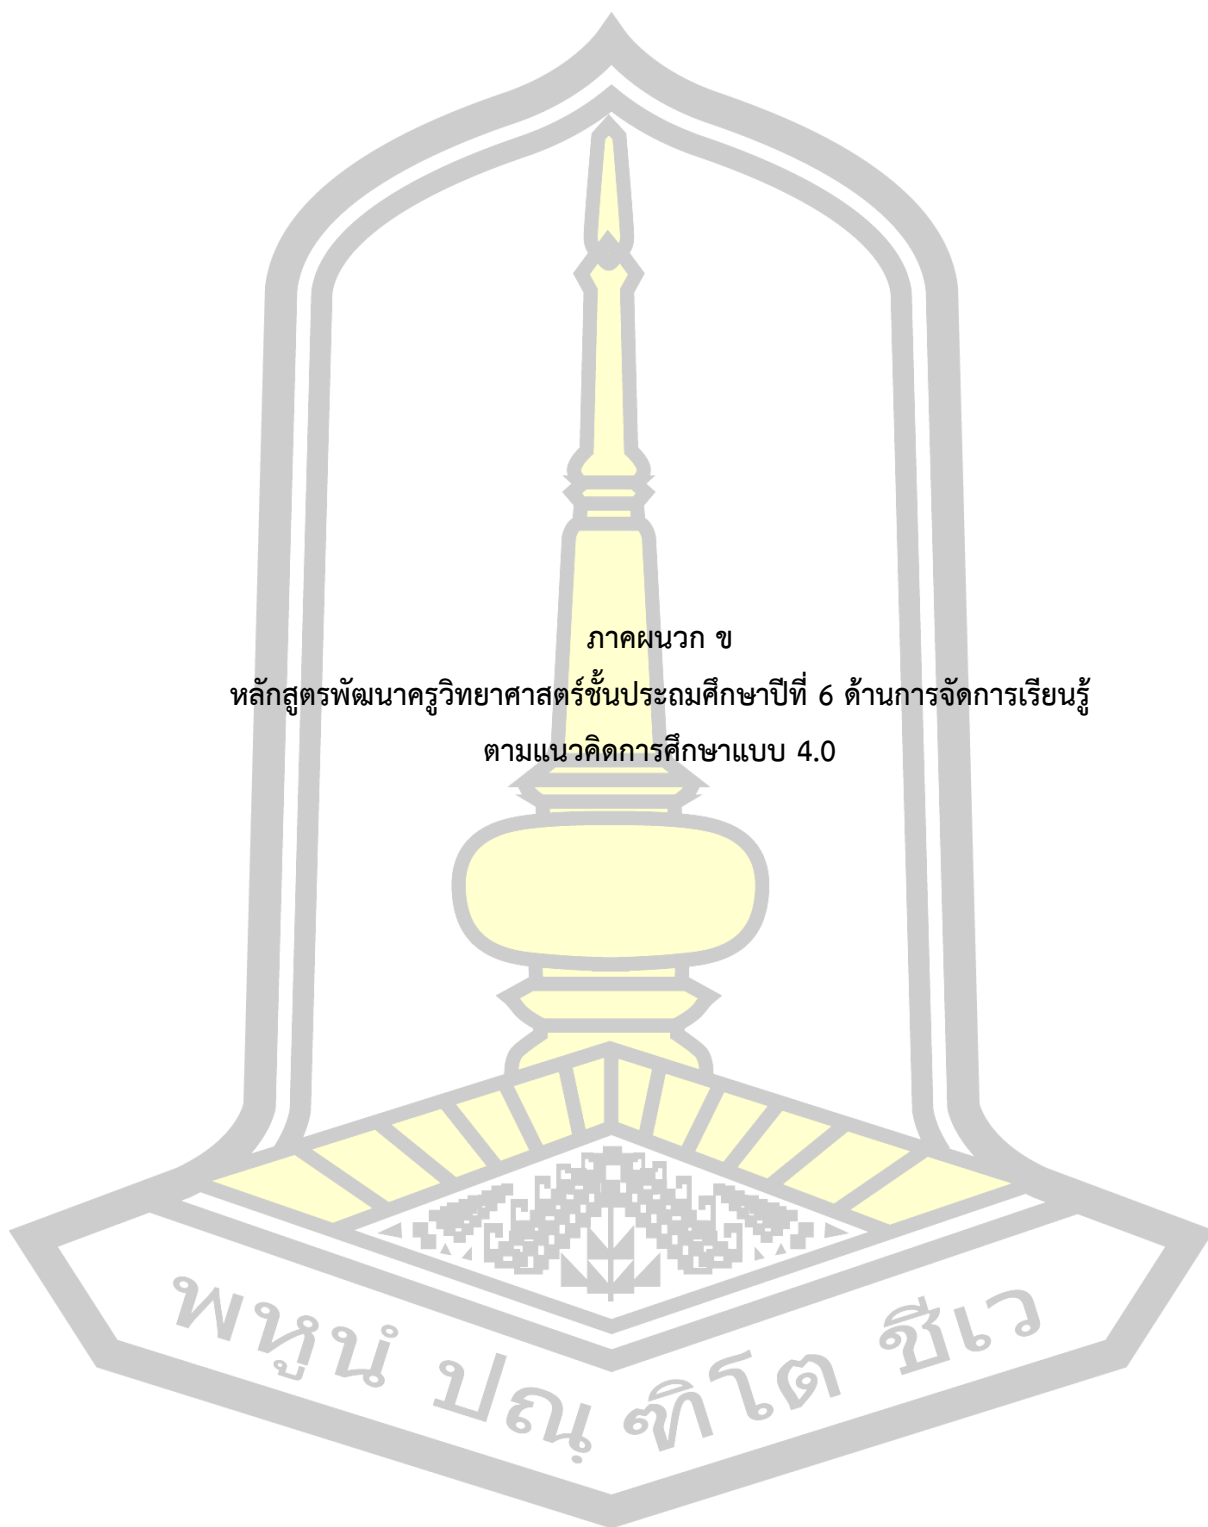 ภาคผนวก ข
หลักสูตรพัฒนาครูวิทยาศาสตร์ชั้นประถมศึกษาปีที่ 6 ด้านการจัดการเรียนรู้
ตามแนวคิดการศึกษาแบบ 4.0
พหูนํ ปณฺฑิโต ชีเว